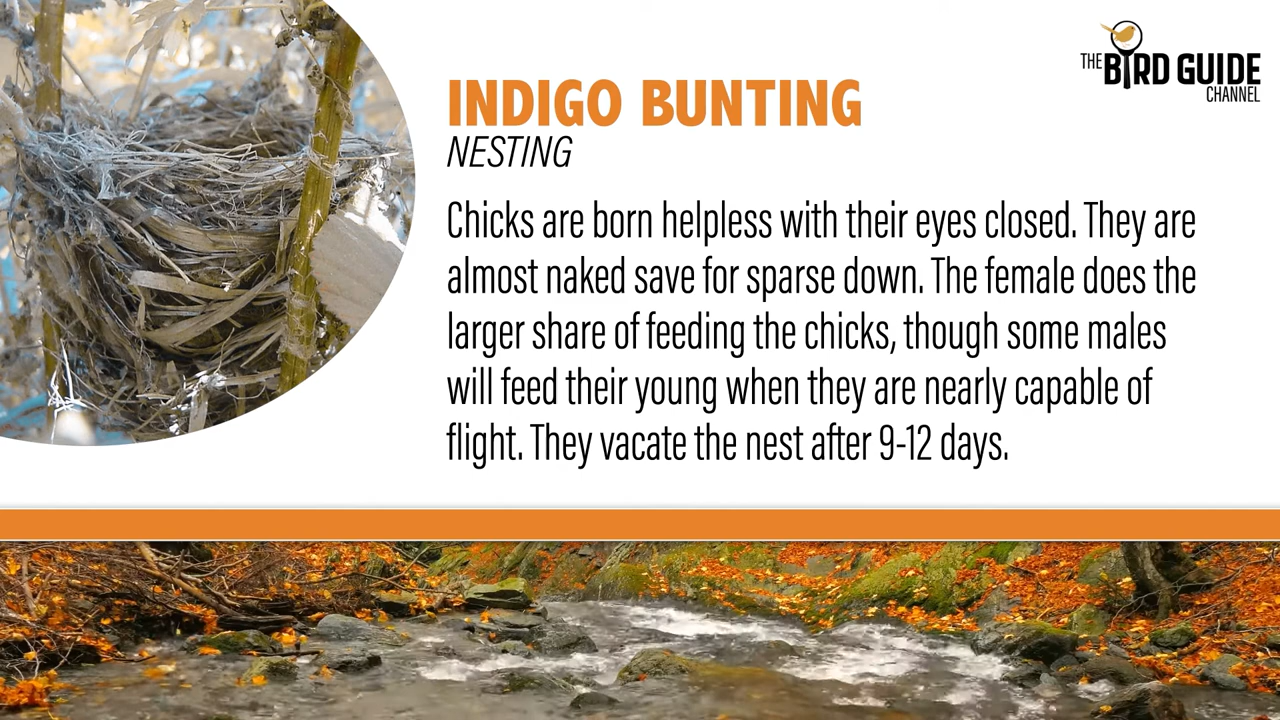 THE BIRD GUIDE
CHANNEL
INDIGO BUNTING
NESTING
Chicks are born helpless with their eyes closed. They are
almost naked save for sparse down. The female does the
larger share of feeding the chicks, though some males
will feed their young when they are nearly capable of
flight. They vacate the nest after 9-12 days.